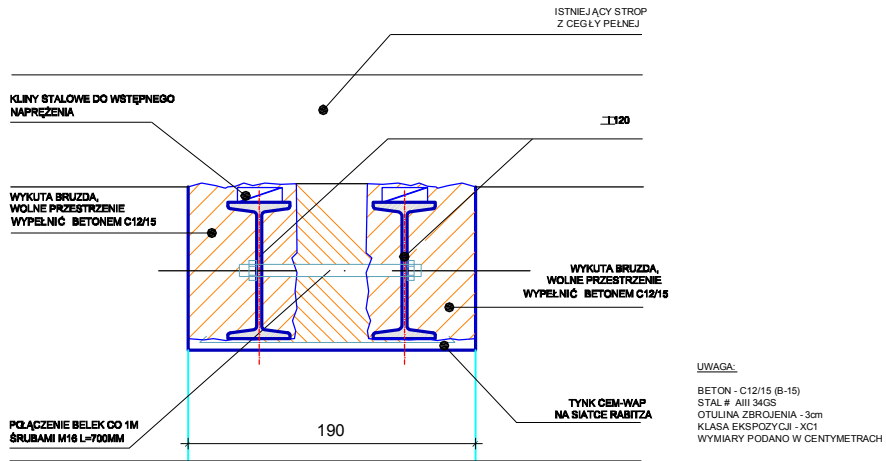 ISTNIEJĄCY STROP
Z CEGŁY PEŁNEJ
KLINY STALOWE DO WSTĘPNEGO
NAPRĘŻENIA
I 120
WYKUTA BRUZDA,
WOLNE PRZESTRZENIE
WYPEŁNIĆ BETONEM C12/15
WYKUTA BRUZDA,
WOLNE PRZESTRZENIE
WYPEŁNIĆ BETONEM C12/15
TYNK CEM-WAP
NA SIATCE RABITZA
POŁĄCZENIE BELEK CO 1M
ŚRUBAMI M16 L=700MM
190
UWAGA:
BETON - C12/15 (B-15)
STAL # AIII 34GS
OTULINA ZBROJENIA - 3cm
KLASA EKSPOZYCJI - XC1
WYMIARY PODANO W CENTYMETRACH